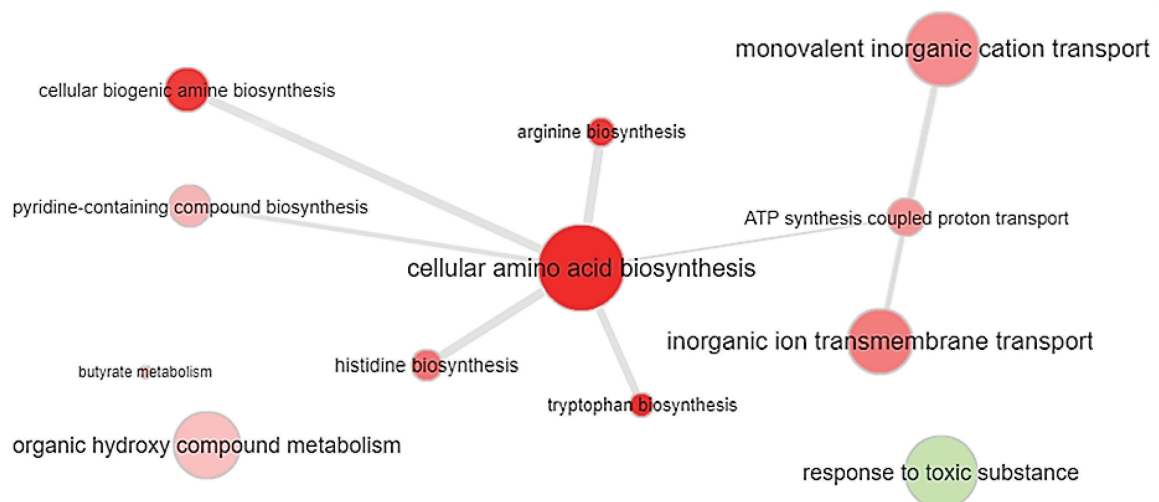 monovalent inorganic cation transport
cellular biogenic amine biosynthesis
arginine biosynthesis
pyridine-containing compound biosynthesis
ATP synthesis coupled proton transport
cellular amino acid biosynthesis
inorganic ion transmembrane transport
histidine biosynthesis
butyrate metabolism
tryptophan biosynthesis
organic hydroxy compound metabolism
response to toxic substance